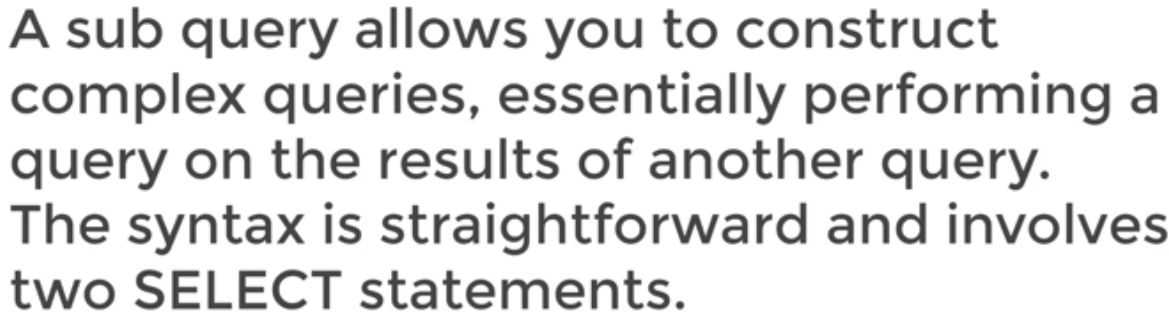 A sub query allows you to construct
complex queries, essentially performing a
query on the results of another query.
The syntax is straightforward and involves
two SELECT statements.